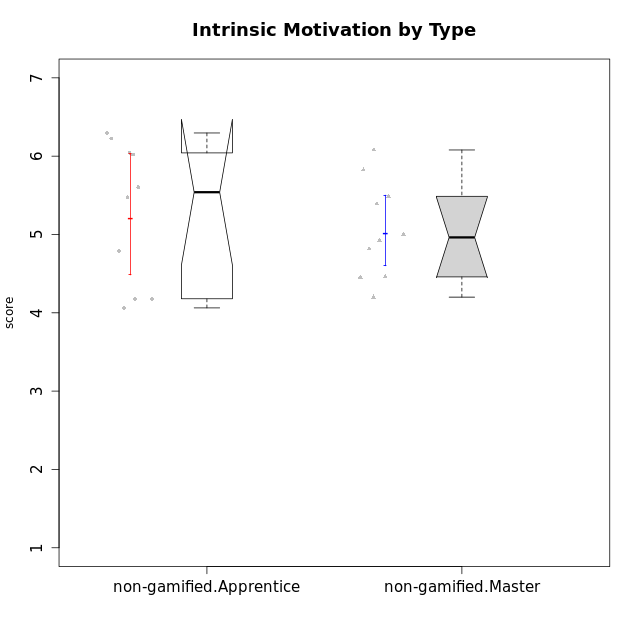 Intrinsic Motivation by Type
7
6
5
4
3
2
1
score
non-gamified.Apprentice
non-gamified.Master